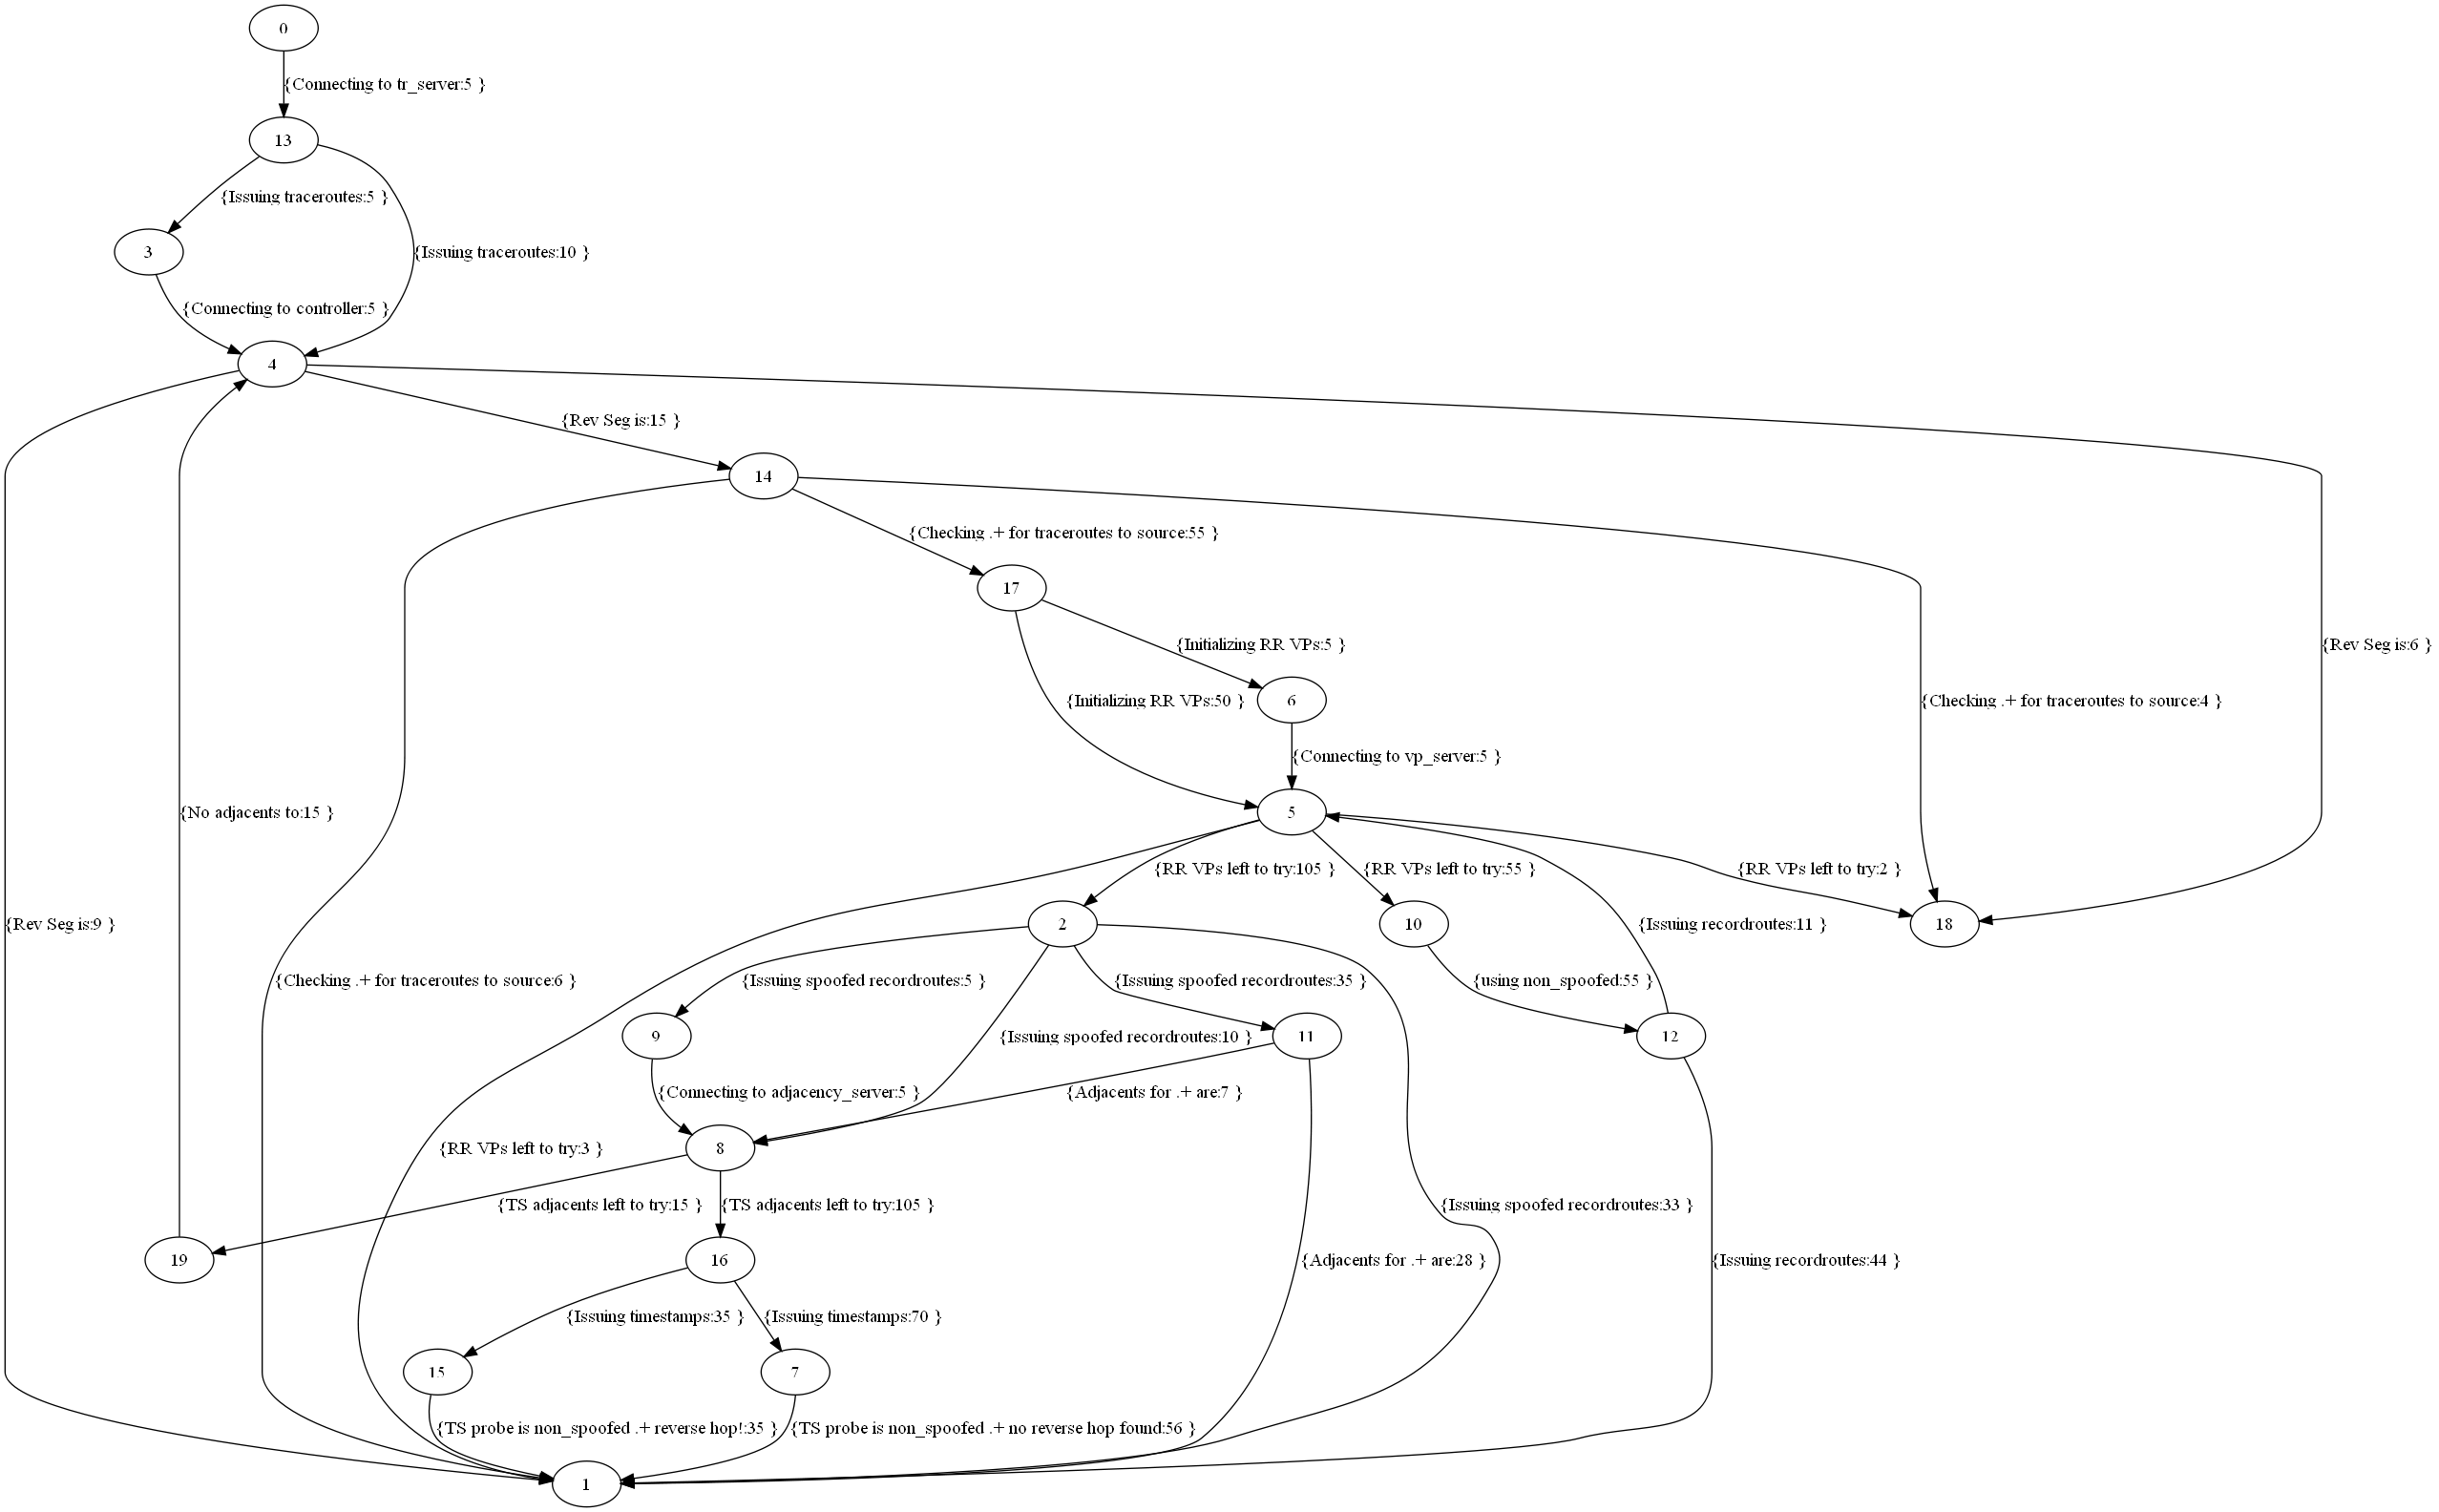 0
{Connecting to tr_server:5 }
13
{Issuing traceroutes:5 }
3
{Issuing traceroutes:10 }
{Connecting to controller:5 }
4
{Rev Seg is:15 }
14
{Checking .+ for traceroutes to source:55 }
17
{Initializing RR VPs:5 }
{Rev Seg is:6 }
6
{Initializing RR VPs:50 }
{Checking .+ for traceroutes to source:4 }
{Connecting to vp_server:5 }
{No adjacents to:15 }
5
{RR VPs left to try:105 }
{RR VPs left to try:55 }
{RR VPs left to try:2 }
{Rev Seg is:9 }
2
10
{Issuing recordroutes:11 }
18
{Checking .+ for traceroutes to source:6 }
{Issuing spoofed recordroutes:5 }
{Issuing spoofed recordroutes:35 }
{using non_spoofed:55 }
9
{Issuing spoofed recordroutes:10 }
11
12
{Connecting to adjacency_server:5 }
{Adjacents for .+ are:7 }
{RR VPs left to try:3 }
8
{TS adjacents left to try:15 }
{TS adjacents left to try:105 }
{Issuing spoofed recordroutes:33 }
19
16
{Adjacents for .+ are:28 }
{Issuing recordroutes:44 }
{Issuing timestamps:35 }
{Issuing timestamps:70 }
15
7
{TS probe is non_spoofed .+ reverse hop!:35 }
{TS probe is non_spoofed .+ no reverse hop found:56 }
1